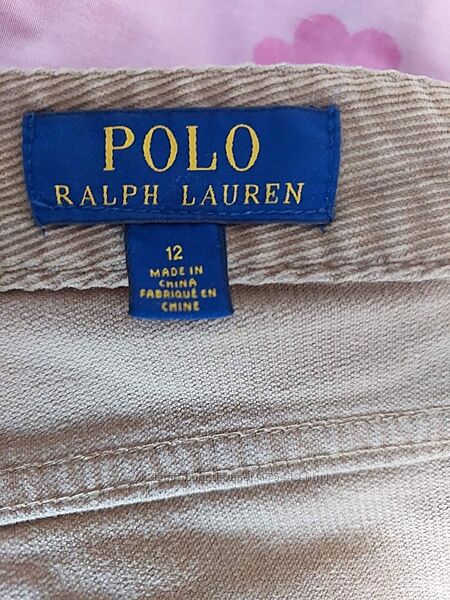 POLO
RALPH LAUREN
12
MADE IN
CHINA
FABRIQUÉ EN
CHINE